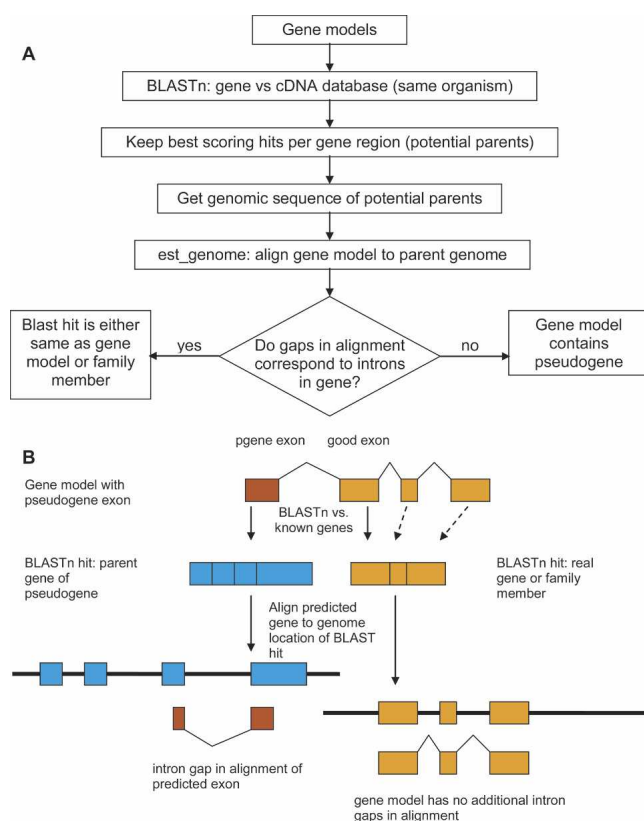 Gene models
A
BLASTn: gene vs cDNA database (same organism)
Keep best scoring hits per gene region (potential parents)
Get genomic sequence of potential parents
est_genome: align gene model to parent genome
Blast hit is either
same as gene
model or family
member
yes
Do gaps in alignment
correspond to introns
in gene?
no
Gene model
contains
pseudogene
B
pgene exon
good exon
Gene model with
pseudogene exon
BLASTn vs.
known genes
BLASTn hit: parent
gene of
pseudogene
BLASTn hit: real
gene or family
member
Align predicted
gene to genome
location of BLAST
hit
intron gap in alignment of
predicted exon
gene model has no additional intron
gaps in alignment